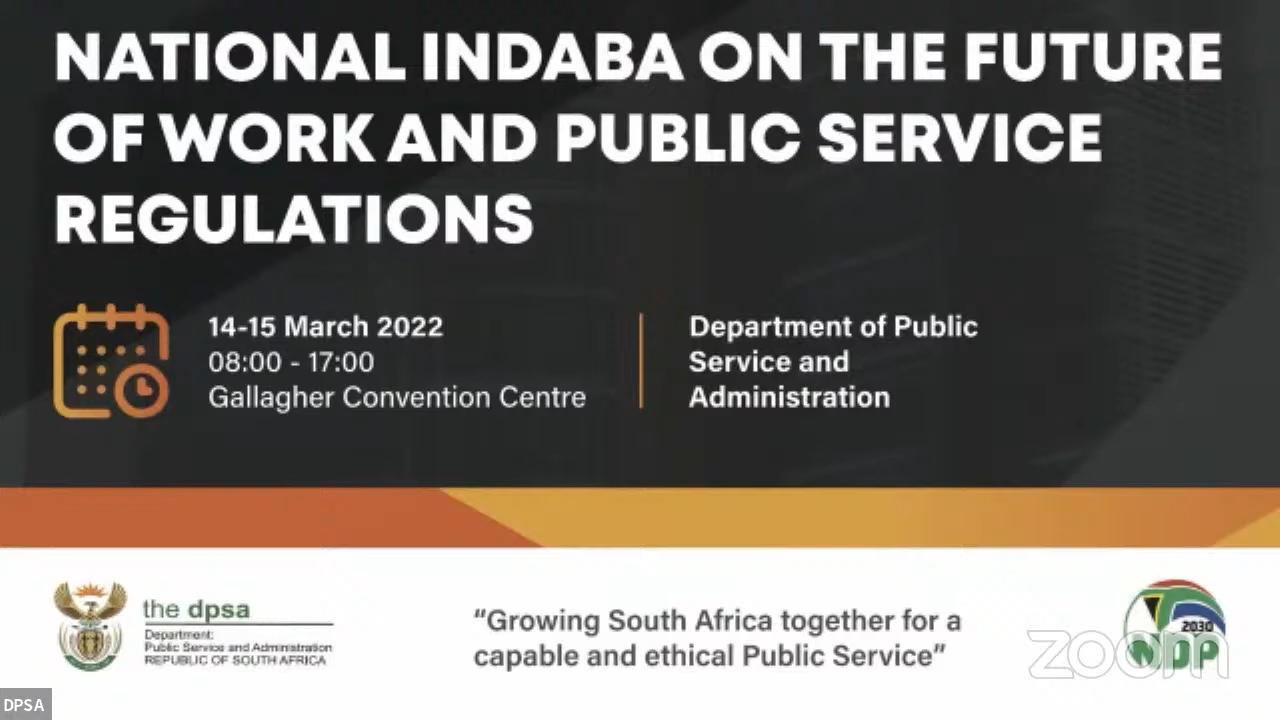 NATIONAL INDABA ON THE FUTURE
OF WORK AND PUBLIC SERVICE
REGULATIONS
14-15 March 2022
08:00 - 17:00
Gallagher Convention Centre
Department of Public
Service and
Administration
the dpsa
Department:
Public Service and Administration
REPUBLIC OF SOUTH AFRICA
“Growing South Africa together for a
capable and ethical Public Service”
2030
NDP
zoom
DPSA